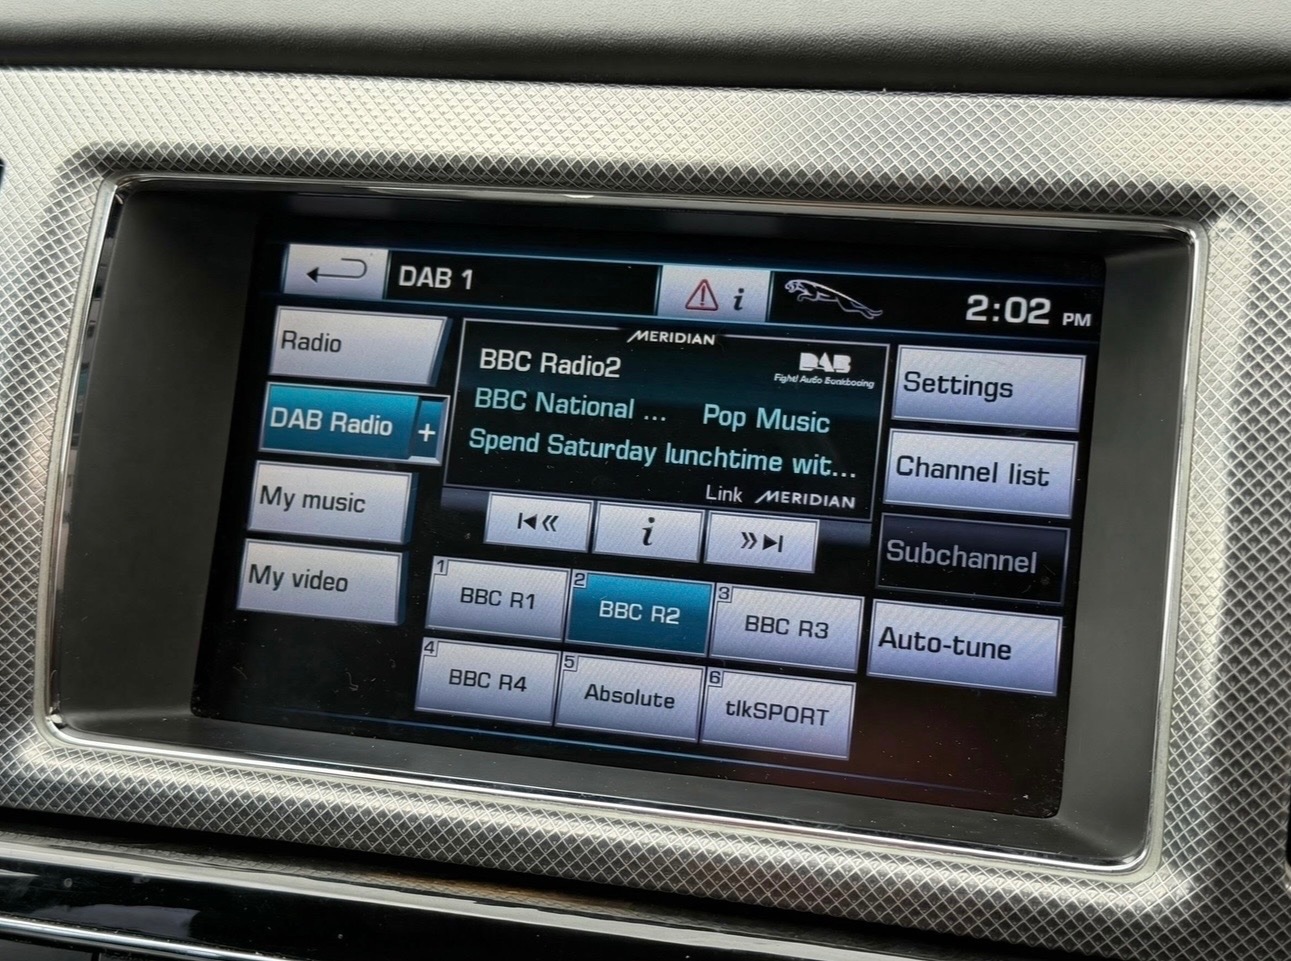 DAB 1
i
2:02 PM
Radio
DAB Radio +
My music
My video
MERIDIAN
BBC Radio2
DAB
BBC National ... Pop Music
Spend Saturday lunchtime wit...
Link MERIDIAN
i
1 BBC R1
2 BBC R2
3 BBC R3
4 BBC R4
5 Absolute
6 tlkSPORT
Settings
Channel list
Subchannel
Auto-tune